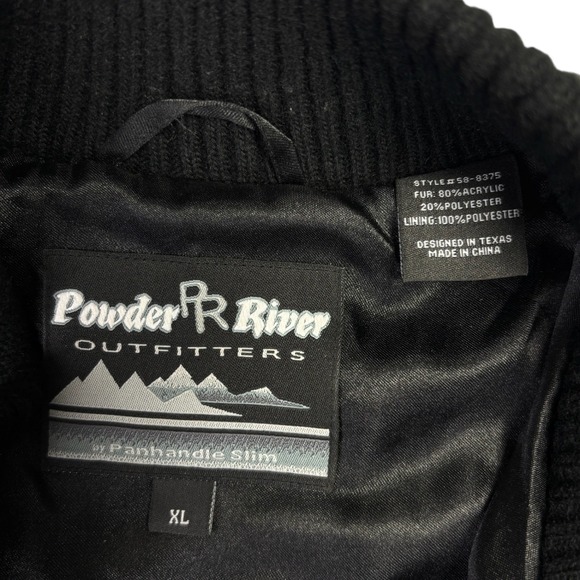 STYLE#58-8375
FUR: 80%ACRYLIC
20%POLYESTER
LINING:100%POLYESTER
DESIGNED IN TEXAS
MADE IN CHINA
Powder PR River
OUTFITTERS
BY Panhandle Slim
XL